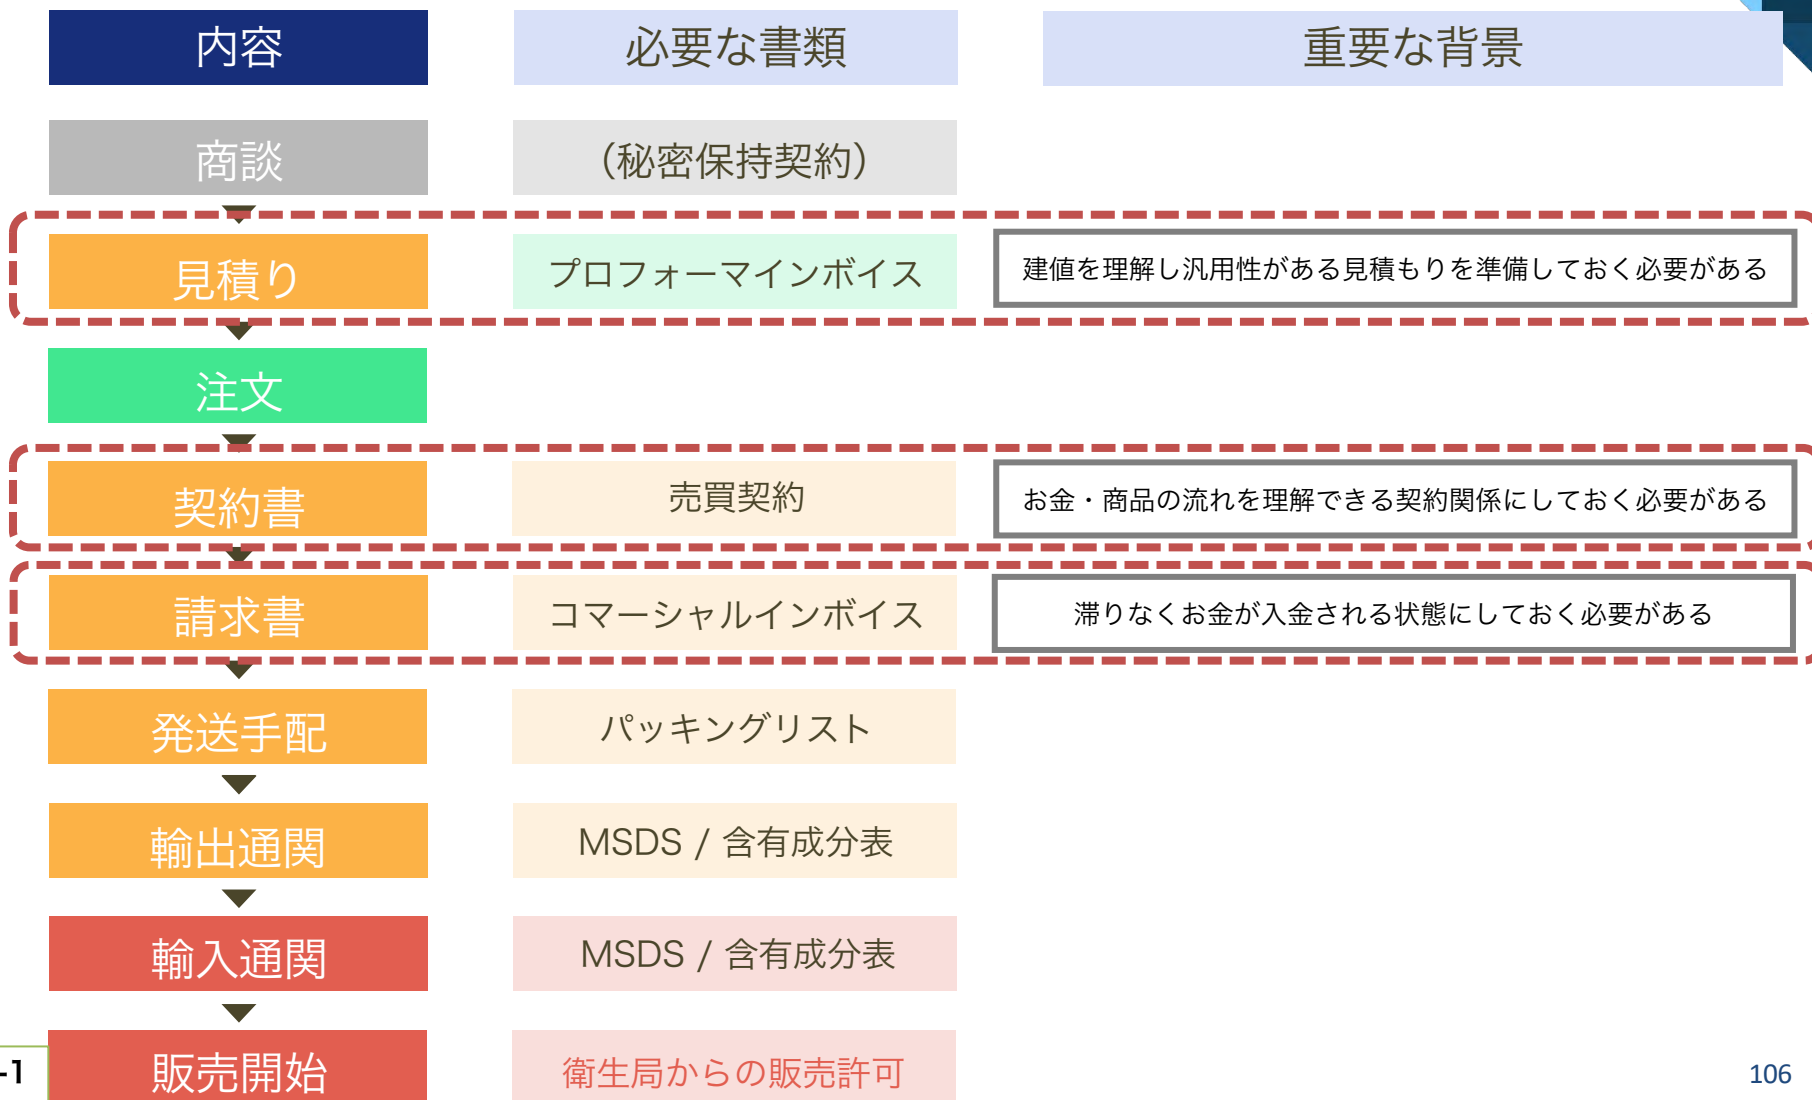 内容
必要な書類
重要な背景
商談
（秘密保持契約）
見積り
プロフォーマインボイス
建値を理解し汎用性がある見積もりを準備しておく必要がある
注文
契約書
売買契約
お金・商品の流れを理解できる契約関係にしておく必要がある
請求書
コマーシャルインボイス
滞りなくお金が入金される状態にしておく必要がある
発送手配
パッキングリスト
輸出通関
MSDS / 含有成分表
輸入通関
MSDS / 含有成分表
販売開始
衛生局からの販売許可
-1
106